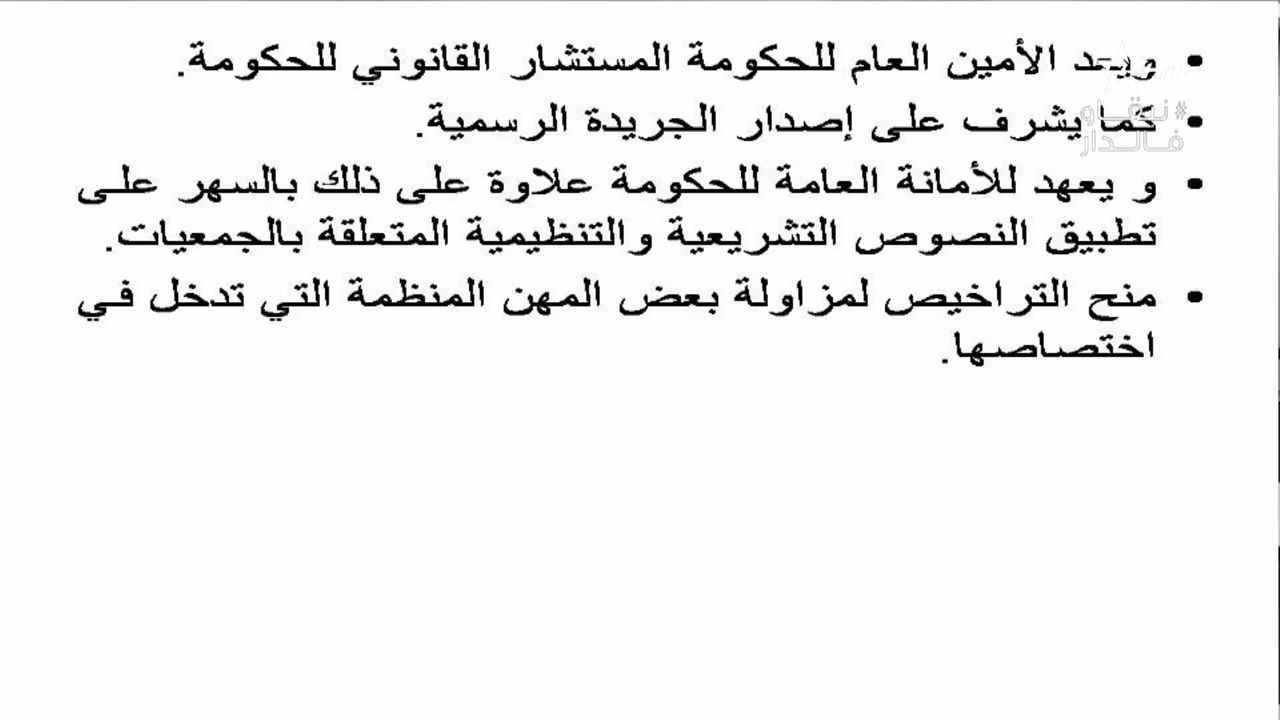 • ويعد الأمين العام للحكومة المستشار القانوني للحكومة.
• كما يشرف على إصدار الجريدة الرسمية.
#نبقاو
فالدار
• و يعهد للأمانة العامة للحكومة علاوة على ذلك بالسهر على
تطبيق النصوص التشريعية والتنظيمية المتعلقة بالجمعيات.
• منح التراخيص لمزاولة بعض المهن المنظمة التي تدخل في
اختصاصها.